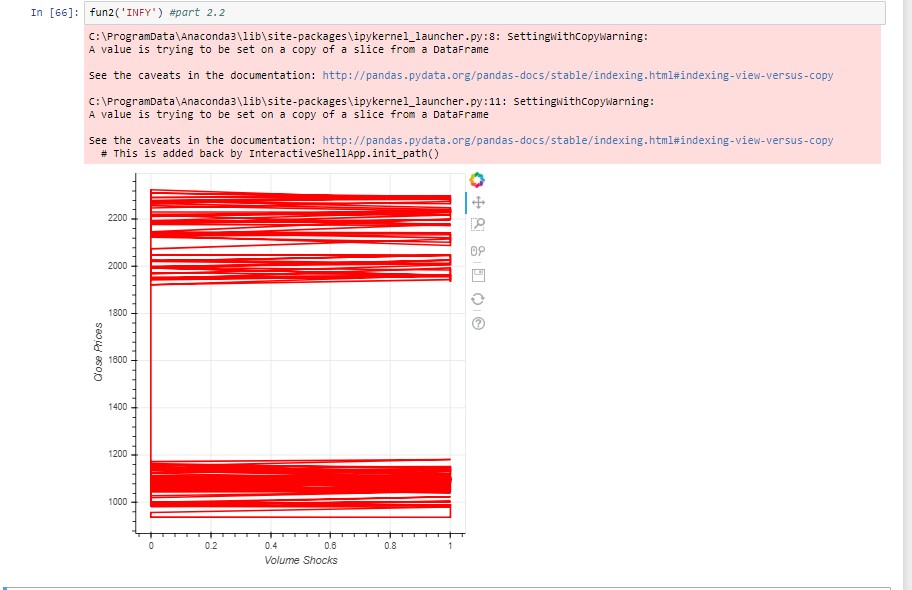 In [66]: fun2('INFY') #part 2.2
C:\ProgramData\Anaconda3\lib\site-packages\ipykernel_launcher.py:8: SettingWithCopyWarning:
A value is trying to be set on a copy of a slice from a DataFrame
See the caveats in the documentation: http://pandas.pydata.org/pandas-docs/stable/indexing.html#indexing-view-versus-copy
C:\ProgramData\Anaconda3\lib\site-packages\ipykernel_launcher.py:11: SettingWithCopyWarning:
A value is trying to be set on a copy of a slice from a DataFrame
See the caveats in the documentation: http://pandas.pydata.org/pandas-docs/stable/indexing.html#indexing-view-versus-copy
# This is added back by InteractiveShellApp.init_path()
2200
2000
1800
1600
1400
1200
1000
Close Prices
0 0.2 0.4 0.6 0.8 1
Volume Shocks